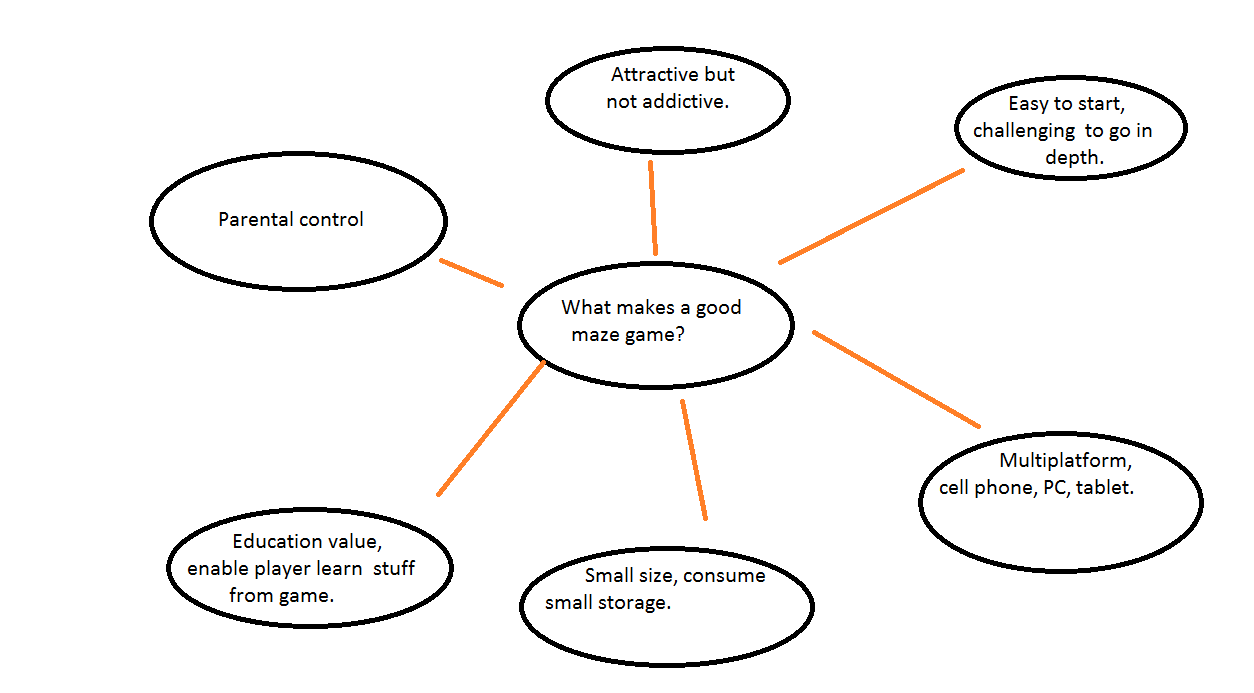 Attractive but
not addictive.
Easy to start,
challenging  to go in
depth.
Parental control
What makes a good
maze game?
Multiplatform,
cell phone, PC, tablet.
Education value,
enable player learn  stuff
from game.
Small size, consume
small storage.